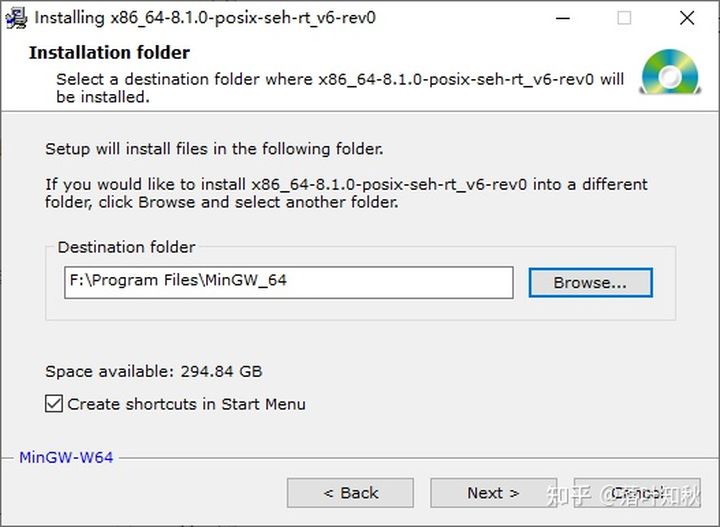 Installing x86_64-8.1.0-posix-seh-rt_v6-rev0
Installation folder
Select a destination folder where x86_64-8.1.0-posix-seh-rt_v6-rev0 will
be installed.
Setup will install files in the following folder.
If you would like to install x86_64-8.1.0-posix-seh-rt_v6-rev0 into a different
folder, click Browse and select another folder.
Destination folder
F:\Program Files\MinGW_64
Browse...
Space available: 294.84 GB
Create shortcuts in Start Menu
MinGW-W64
< Back
Next >
Cancel
知乎 @落叶知秋